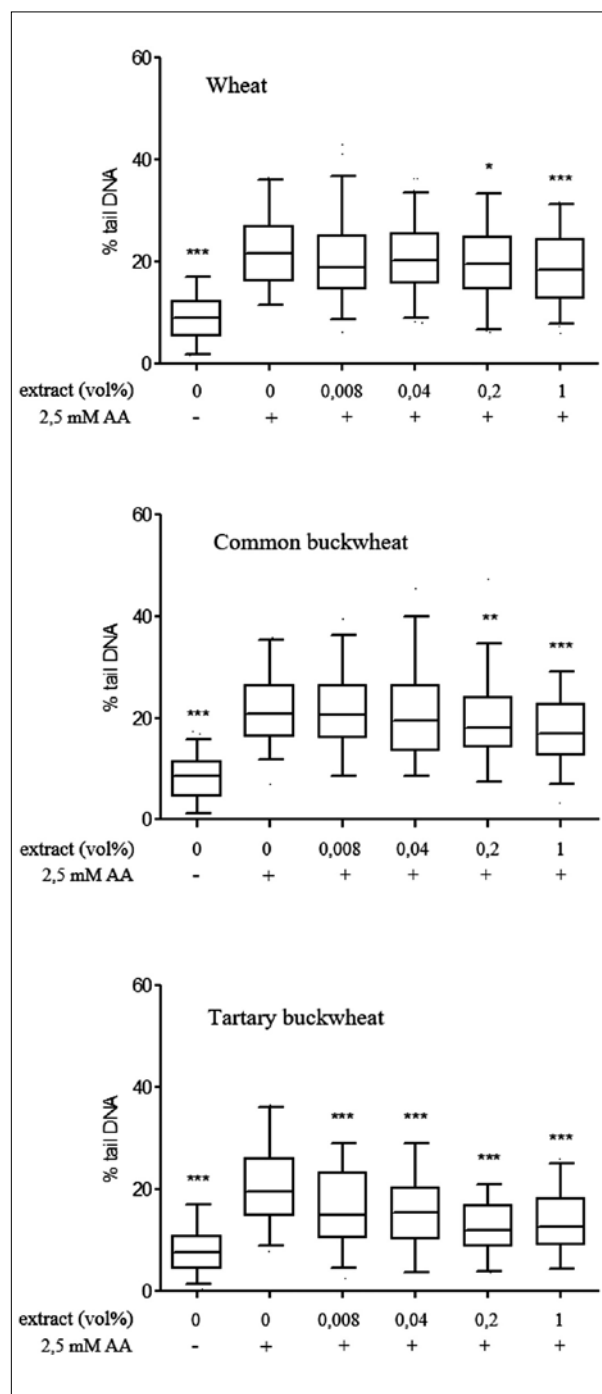 Wheat
% tail DNA
60
40
20
0
***
*
***
extract (vol%) 0 0 0,008 0,04 0,2 1
2,5 mM AA - + + + + +
Common buckwheat
% tail DNA
60
40
20
0
***
**
***
extract (vol%) 0 0 0,008 0,04 0,2 1
2,5 mM AA - + + + + +
Tartary buckwheat
% tail DNA
60
40
20
0
***
***
***
***
***
extract (vol%) 0 0 0,008 0,04 0,2 1
2,5 mM AA - + + + + +